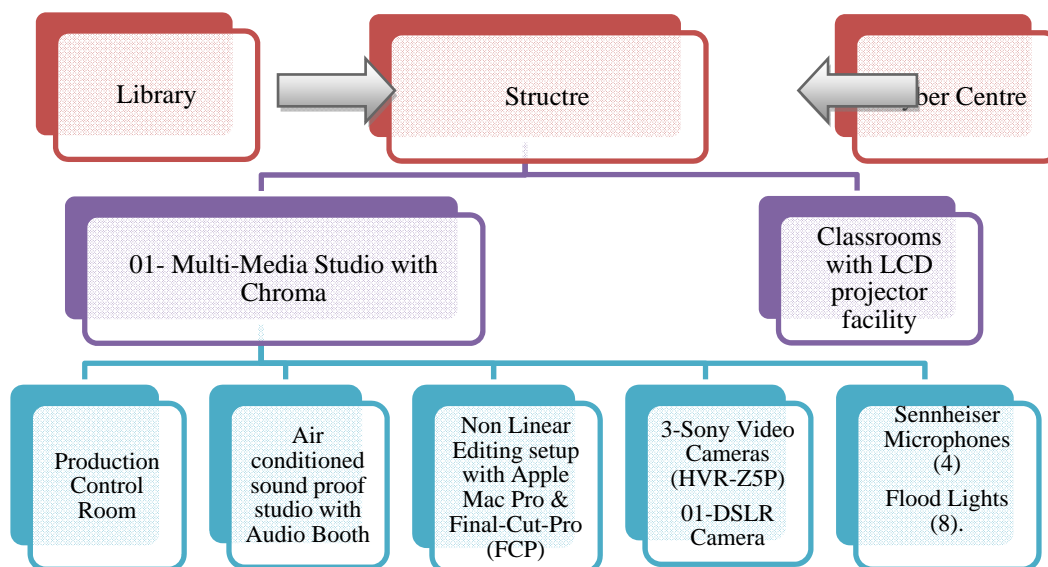 Library
Structre
yber Centre
01- Multi-Media Studio with
Chroma
Classrooms
with LCD
projector
facility
Production
Control
Room
Air
conditioned
sound proof
studio with
Audio Booth
Non Linear
Editing setup
with Apple
Mac Pro &
Final-Cut-Pro
(FCP)
3-Sony Video
Cameras
(HVR-Z5P)
01-DSLR
Camera
Sennheiser
Microphones
(4)
Flood Lights
(8).